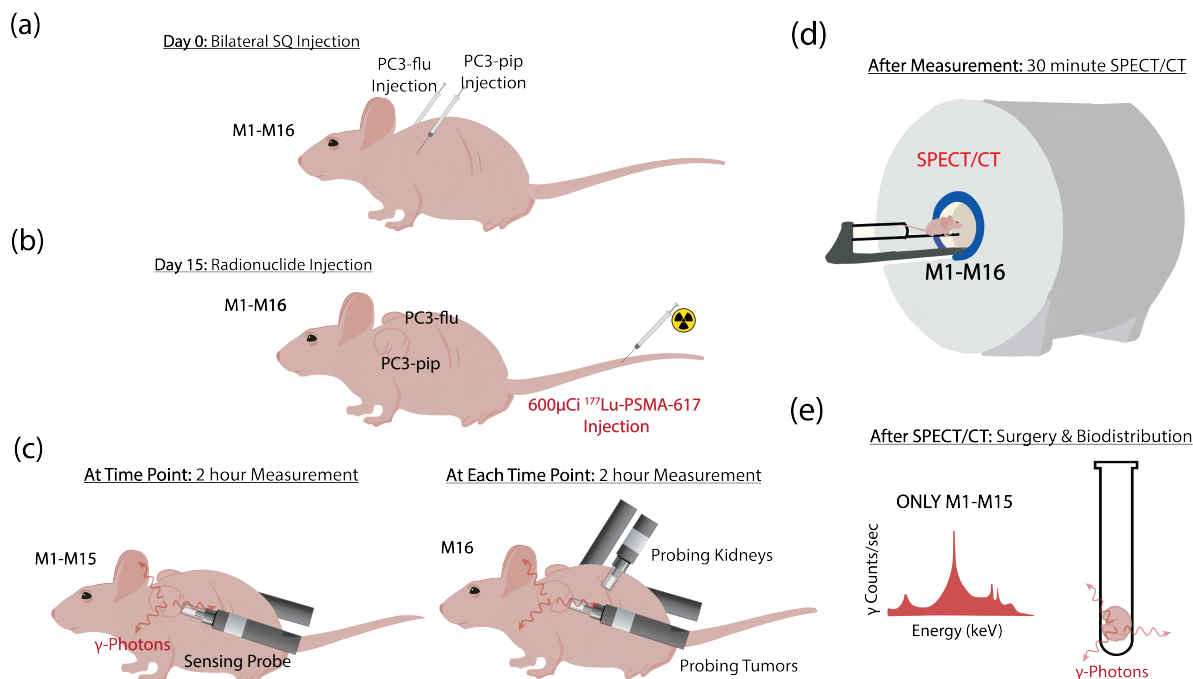 (a)
Day 0: Bilateral SQ Injection
PC3-flu
Injection
PC3-pip
Injection
M1-M16
(b)
Day 15: Radionuclide Injection
M1-M16
PC3-flu
PC3-pip
600μCi ¹⁷⁷Lu-PSMA-617
Injection
(c)
At Time Point: 2 hour Measurement
M1-M15
γ-Photons
Sensing Probe
At Each Time Point: 2 hour Measurement
M16
Probing Kidneys
Probing Tumors
(d)
After Measurement: 30 minute SPECT/CT
SPECT/CT
M1-M16
(e)
After SPECT/CT: Surgery & Biodistribution
ONLY M1-M15
γ Counts/sec
Energy (keV)
γ-Photons